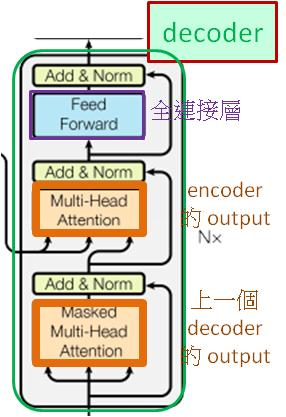 decoder
Add & Norm
Feed
Forward
全連接層
Add & Norm
Multi-Head
Attention
encoder
的 output
N×
Add & Norm
Masked
Multi-Head
Attention
上一個
decoder
的 output